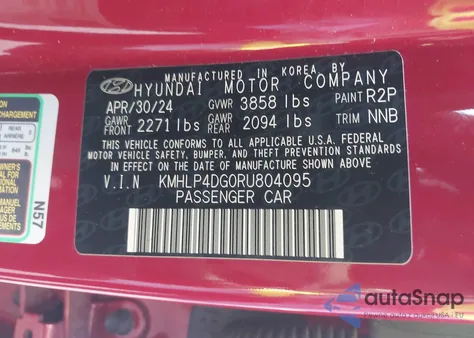 MANUFACTURED IN KOREA BY
HYUNDAI MOTOR COMPANY
APR/30/24 GVWR 3858 lbs PAINT R2P
GAWR FRONT 2271 lbs GAWR REAR 2094 lbs TRIM NNB
THIS VEHICLE CONFORMS TO ALL APPLICABLE U.S.A. FEDERAL
MOTOR VEHICLE SAFETY, BUMPER, AND THEFT PREVENTION STANDARDS
IN EFFECT ON THE DATE OF MANUFACTURE SHOWN ABOVE.
V.I.N KMHLP4DG0RU804095
PASSENGER CAR
REAR
N57
autoSnap